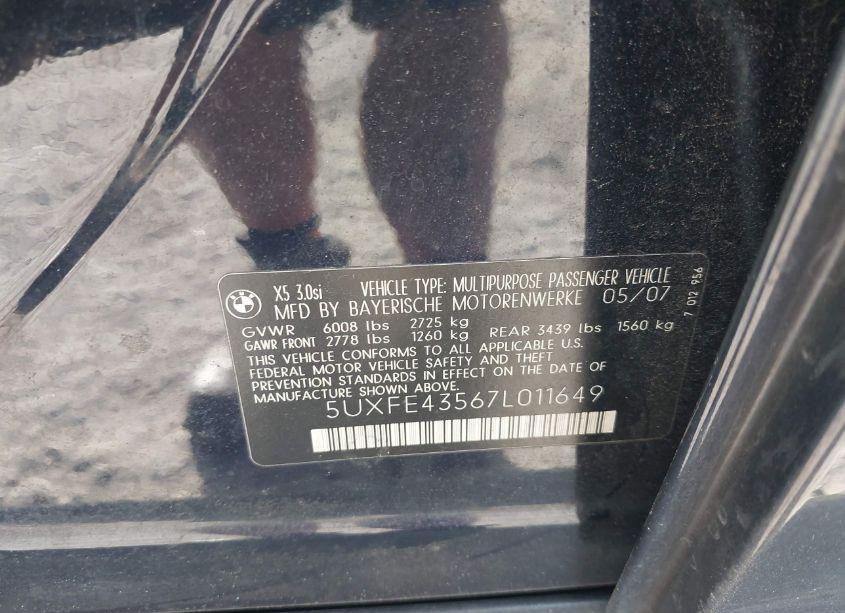 X5 3.0si VEHICLE TYPE: MULTIPURPOSE PASSENGER VEHICLE
MFD BY BAYERISCHE MOTORENWERKE 05/07
GVWR 6008 lbs 2725 kg
GAWR FRONT 2778 lbs 1260 kg REAR 3439 lbs 1560 kg
THIS VEHICLE CONFORMS TO ALL APPLICABLE U.S.
FEDERAL MOTOR VEHICLE SAFETY AND THEFT
PREVENTION STANDARDS IN EFFECT ON THE DATE OF
MANUFACTURE SHOWN ABOVE.
5UXFE43567L011649
7 012 956